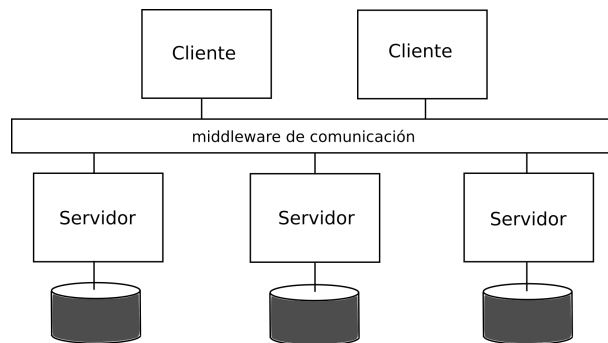 Cliente
Cliente
middleware de comunicación
Servidor
Servidor
Servidor